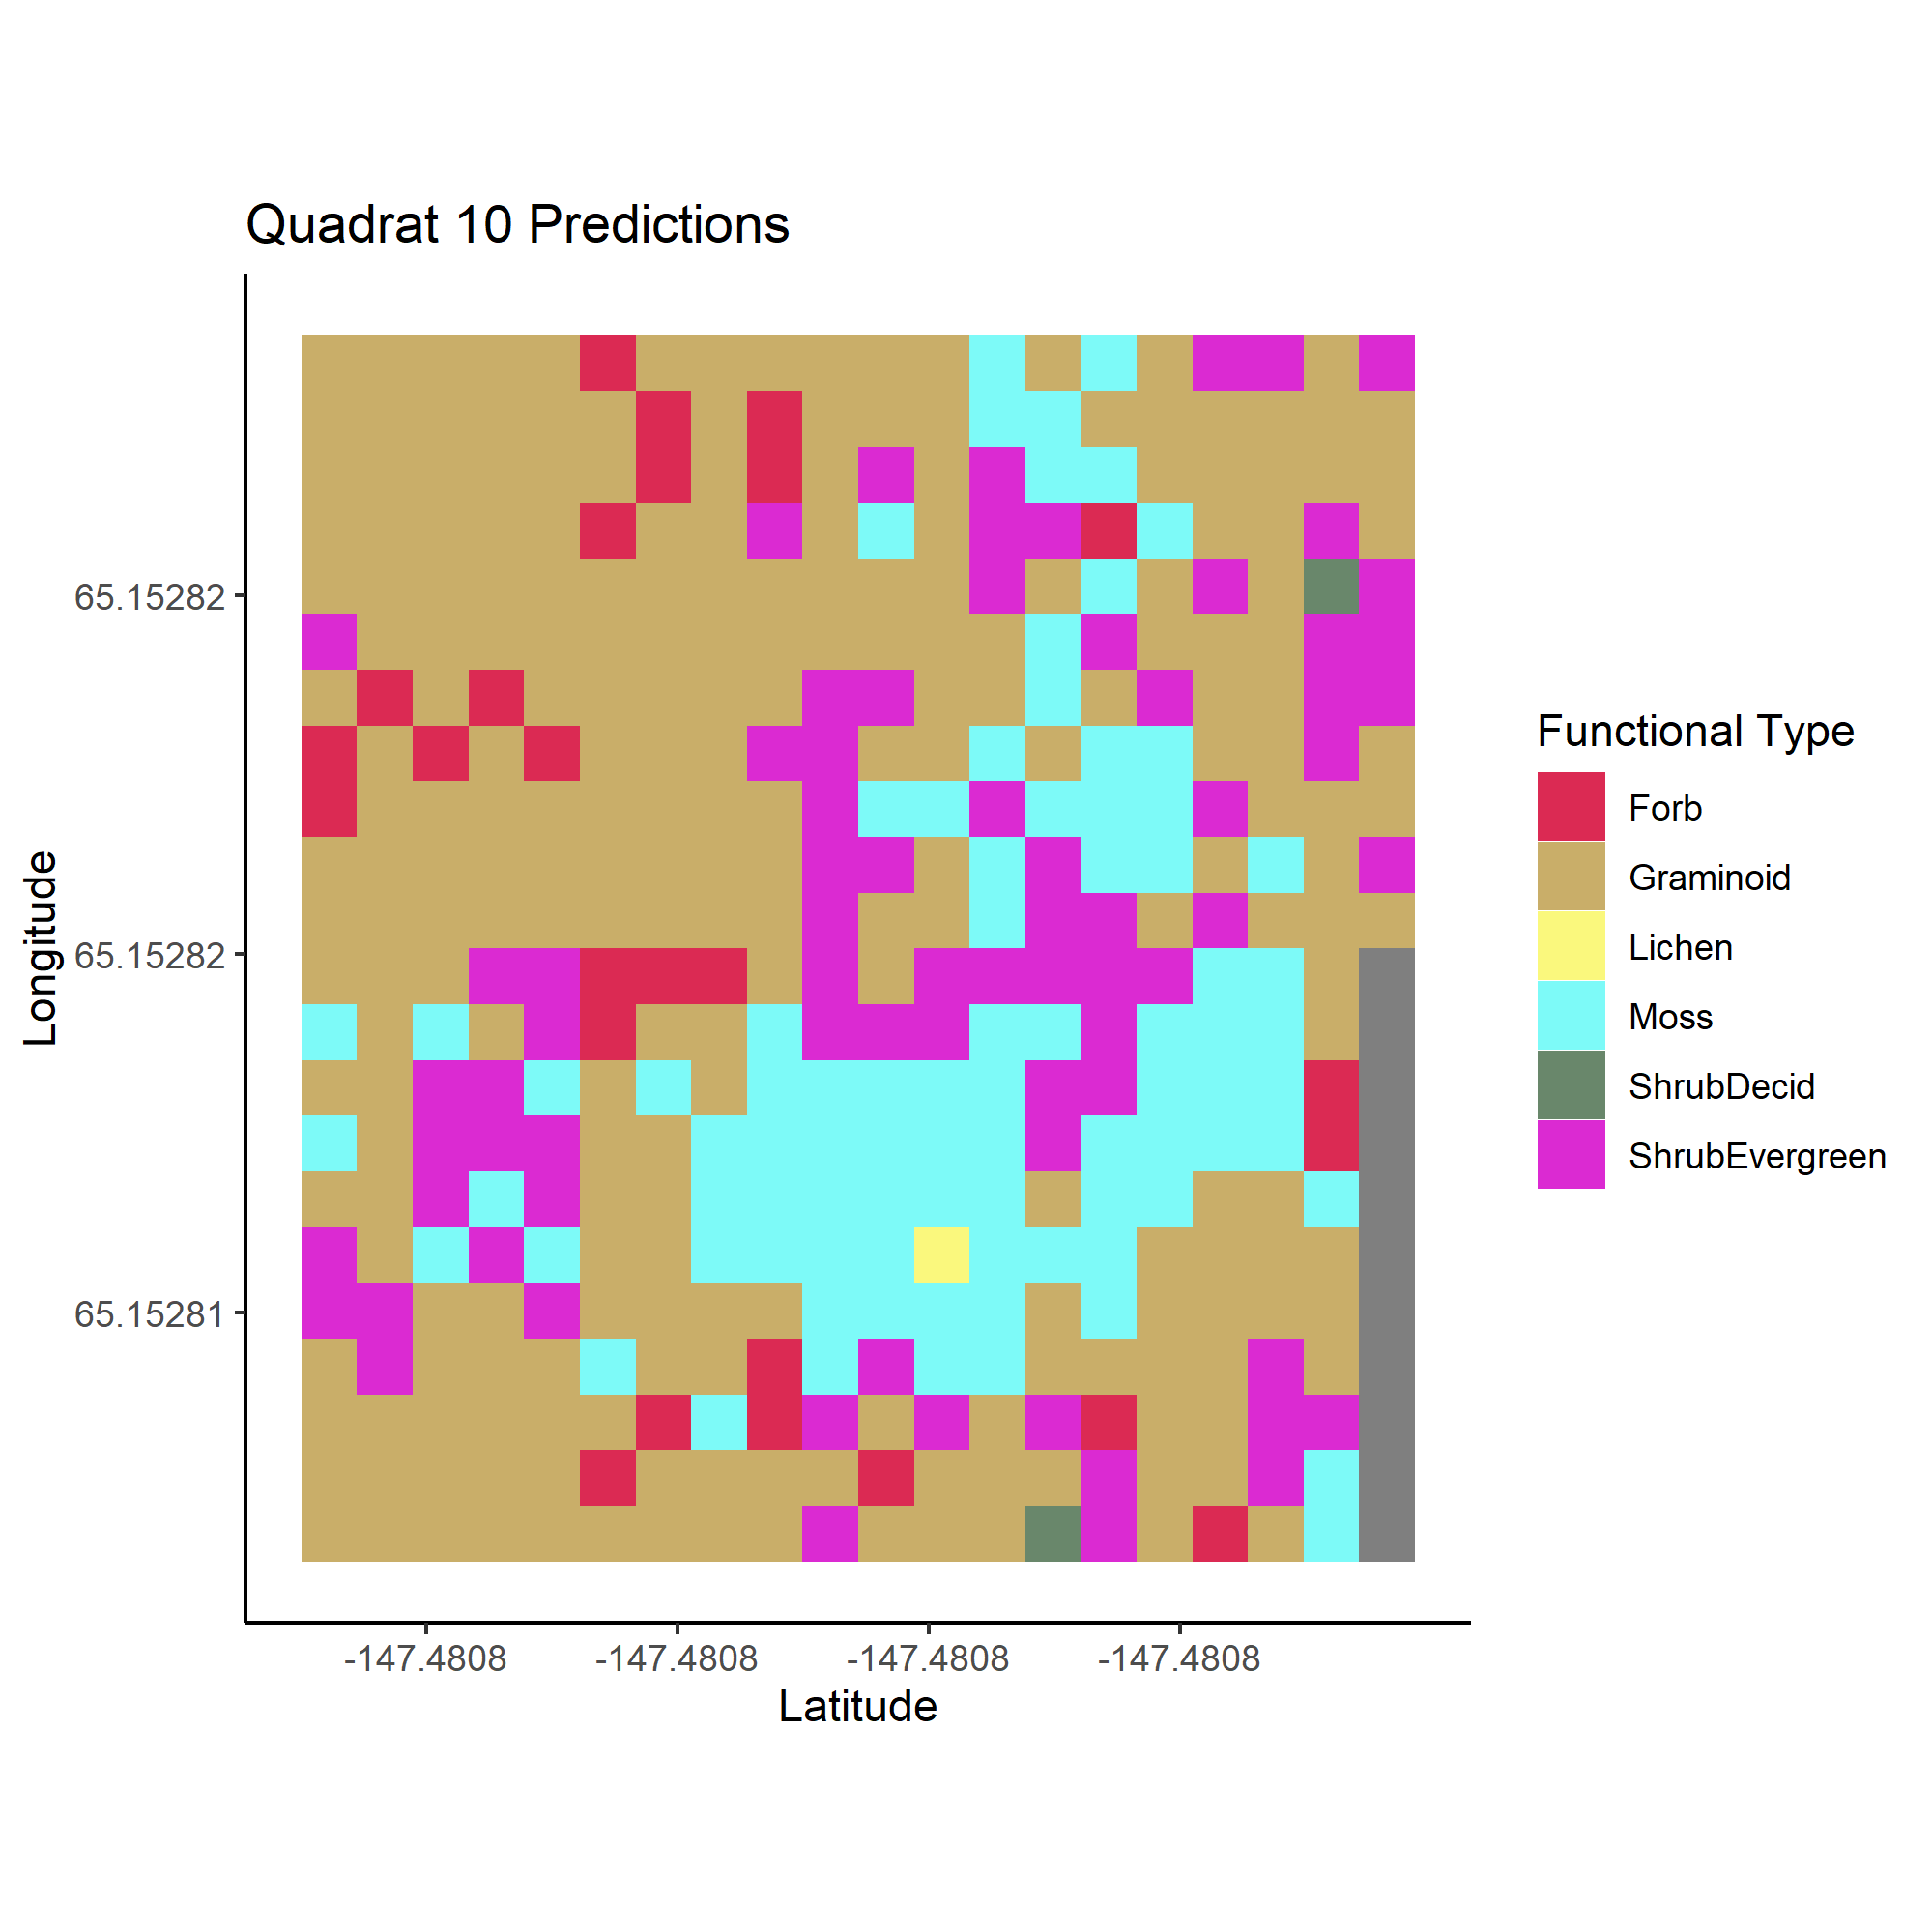 Quadrat 10 Predictions
65.15282
65.15282
65.15281
Longitude
-147.4808 -147.4808 -147.4808 -147.4808
Latitude
Functional Type
Forb
Graminoid
Lichen
Moss
ShrubDecid
ShrubEvergreen